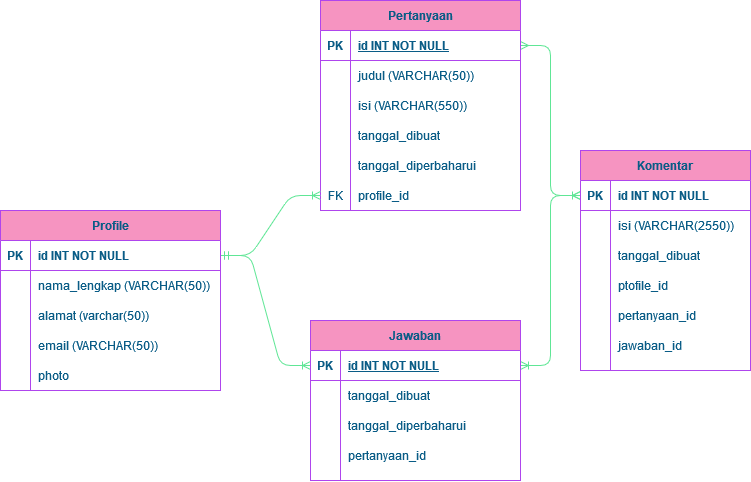 Pertanyaan
PK id INT NOT NULL
judul (VARCHAR(50))
isi (VARCHAR(550))
tanggal_dibuat
tanggal_diperbaharui
FK profile_id
Profile
PK id INT NOT NULL
nama_lengkap (VARCHAR(50))
alamat (varchar(50))
email (VARCHAR(50))
photo
Jawaban
PK id INT NOT NULL
tanggal_dibuat
tanggal_diperbaharui
pertanyaan_id
Komentar
PK id INT NOT NULL
isi (VARCHAR(2550))
tanggal_dibuat
ptofile_id
pertanyaan_id
jawaban_id